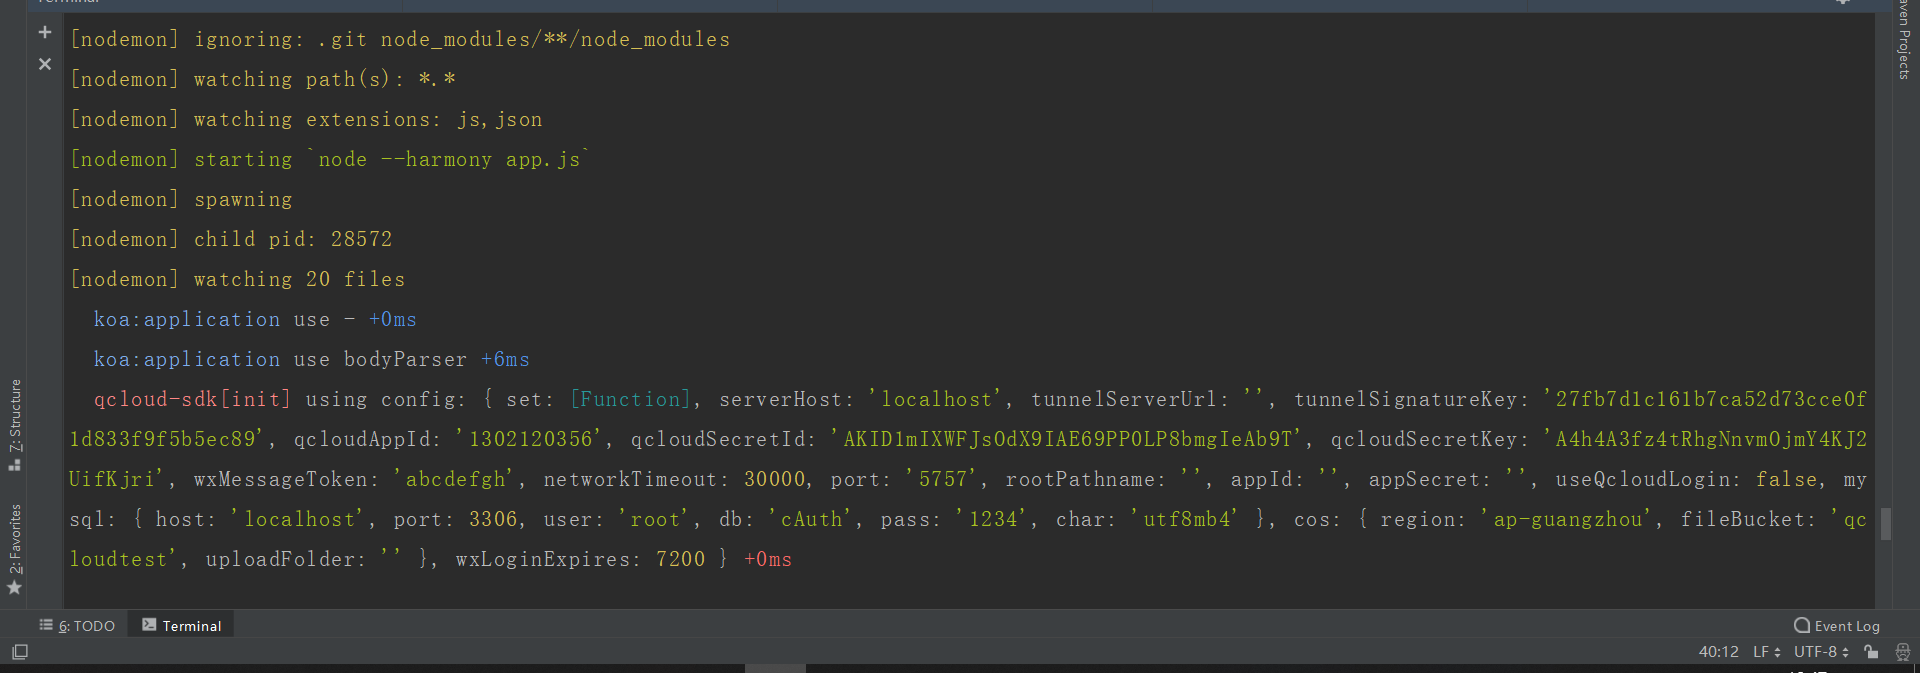 [nodemon] ignoring: .git node_modules/**/node_modules
[nodemon] watching path(s): *.*
[nodemon] watching extensions: js,json
[nodemon] starting `node --harmony app.js`
[nodemon] spawning
[nodemon] child pid: 28572
[nodemon] watching 20 files
koa:application use - +0ms
koa:application use bodyParser +6ms
qcloud-sdk[init] using config: { set: [Function], serverHost: 'localhost', tunnelServerUrl: '', tunnelSignatureKey: '27fb7d1c161b7ca52d73cce0f
1d833f9f5b5ec89', qcloudAppId: '1302120356', qcloudSecretId: 'AKID1mIXWFJsOdX9IAE69PP0LP8bmgIeAb9T', qcloudSecretKey: 'A4h4A3fz4tRhgNnvmOjmY4KJ2
UifKjri', wxMessageToken: 'abcdefgh', networkTimeout: 30000, port: '5757', rootPathname: '', appId: '', appSecret: '', useQcloudLogin: false, my
sql: { host: 'localhost', port: 3306, user: 'root', db: 'cAuth', pass: '1234', char: 'utf8mb4' }, cos: { region: 'ap-guangzhou', fileBucket: 'qc
loudtest', uploadFolder: '' }, wxLoginExpires: 7200 } +0ms
7: Structure
2: Favorites
Projects
6: TODO
Terminal
Event Log
40:12 LF UTF-8